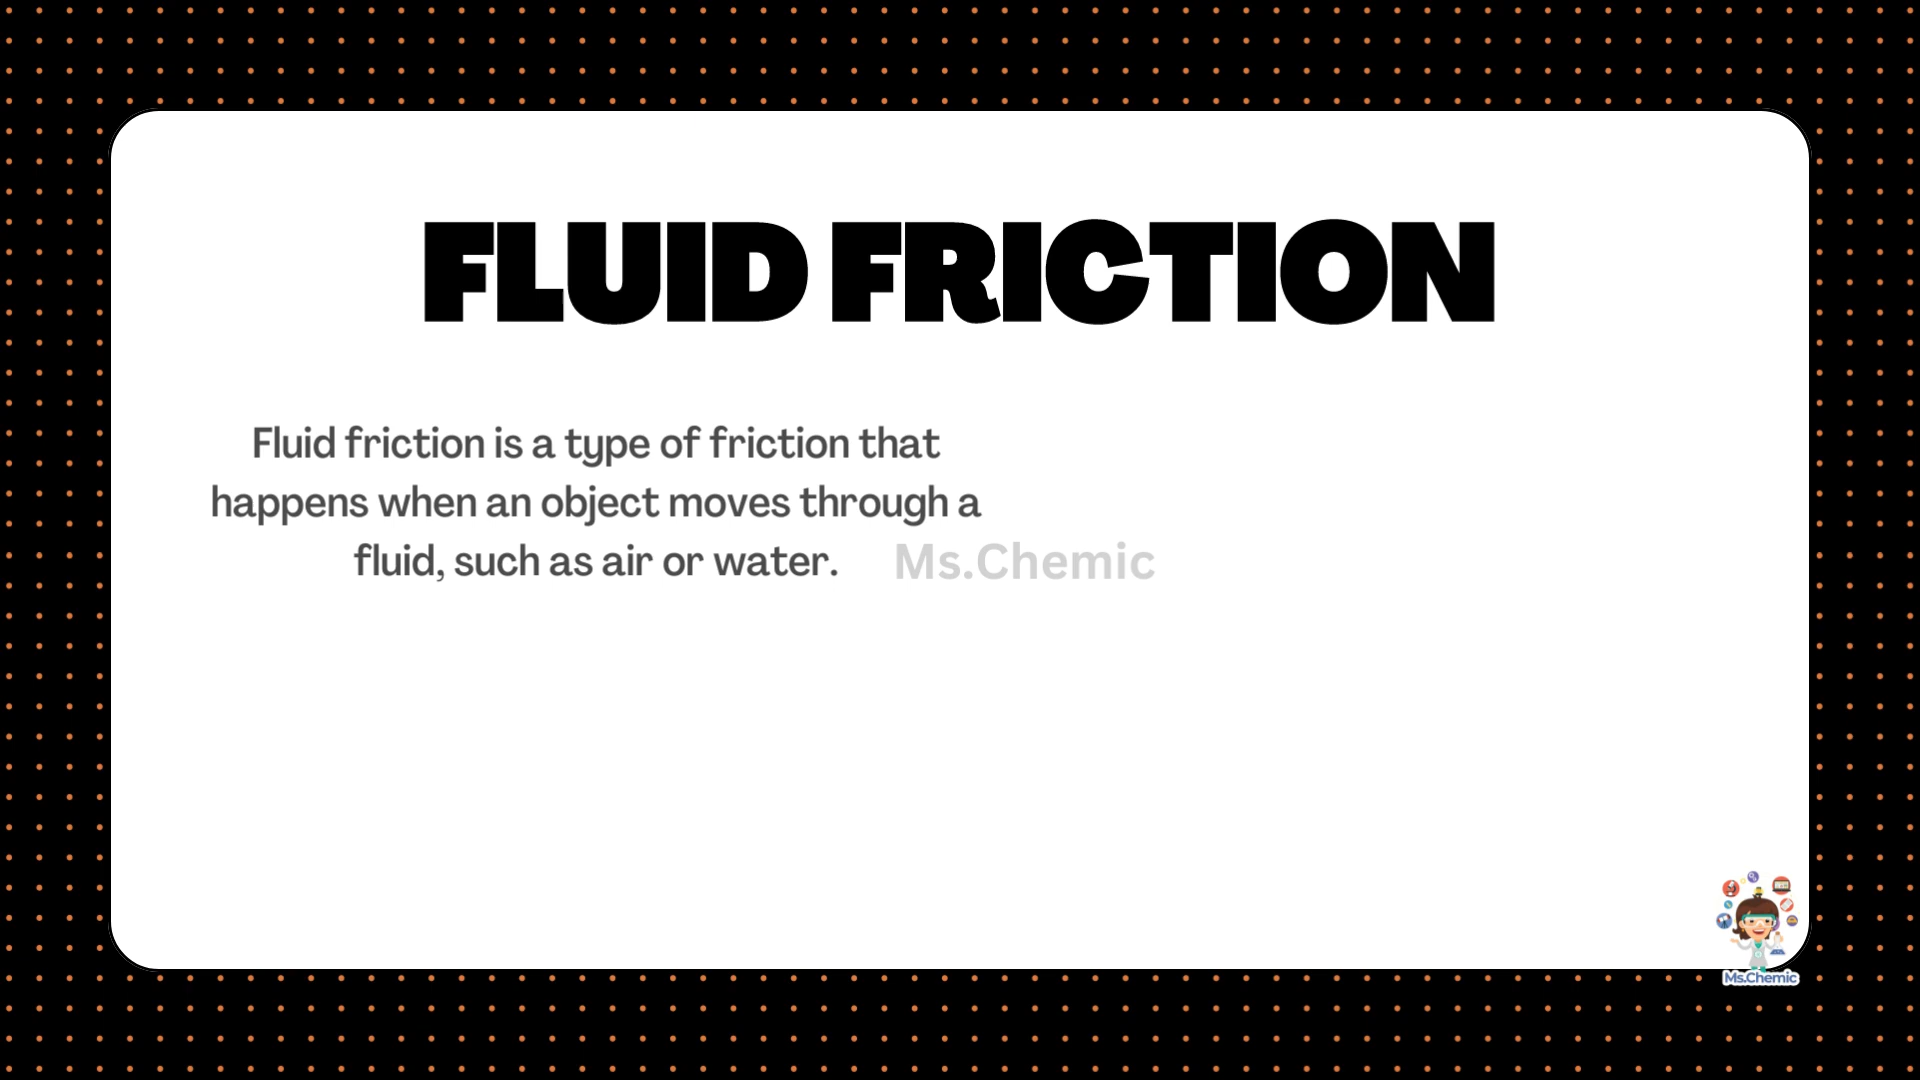 FLUID FRICTION
Fluid friction is a type of friction that
happens when an object moves through a
fluid, such as air or water.
Ms.Chemic
Ms.Chemic